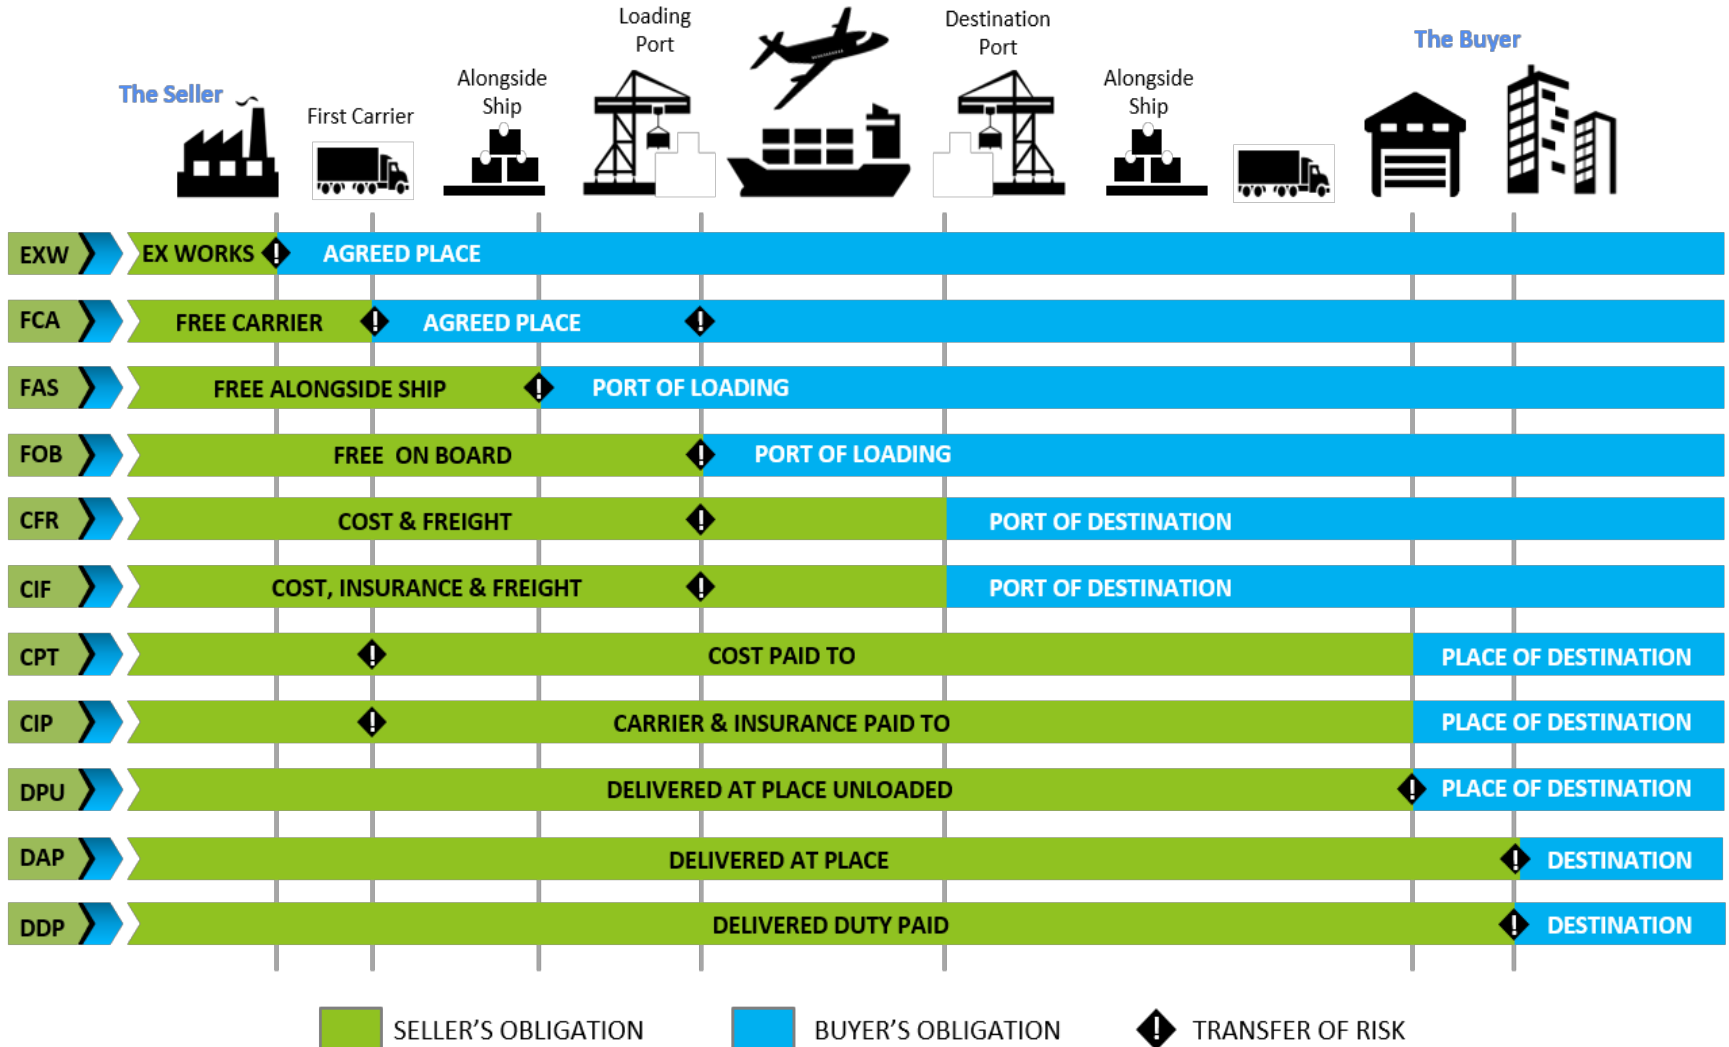 Loading
Port
Destination
Port
The Buyer
Alongside
Ship
Alongside
Ship
The Seller
First Carrier
EXW EX WORKS ! AGREED PLACE
FCA FREE CARRIER ! AGREED PLACE !
FAS FREE ALONGSIDE SHIP ! PORT OF LOADING
FOB FREE ON BOARD ! PORT OF LOADING
CFR COST & FREIGHT ! PORT OF DESTINATION
CIF COST, INSURANCE & FREIGHT ! PORT OF DESTINATION
CPT ! COST PAID TO PLACE OF DESTINATION
CIP ! CARRIER & INSURANCE PAID TO PLACE OF DESTINATION
DPU DELIVERED AT PLACE UNLOADED ! PLACE OF DESTINATION
DAP DELIVERED AT PLACE ! DESTINATION
DDP DELIVERED DUTY PAID ! DESTINATION
SELLER'S OBLIGATION BUYER'S OBLIGATION ! TRANSFER OF RISK